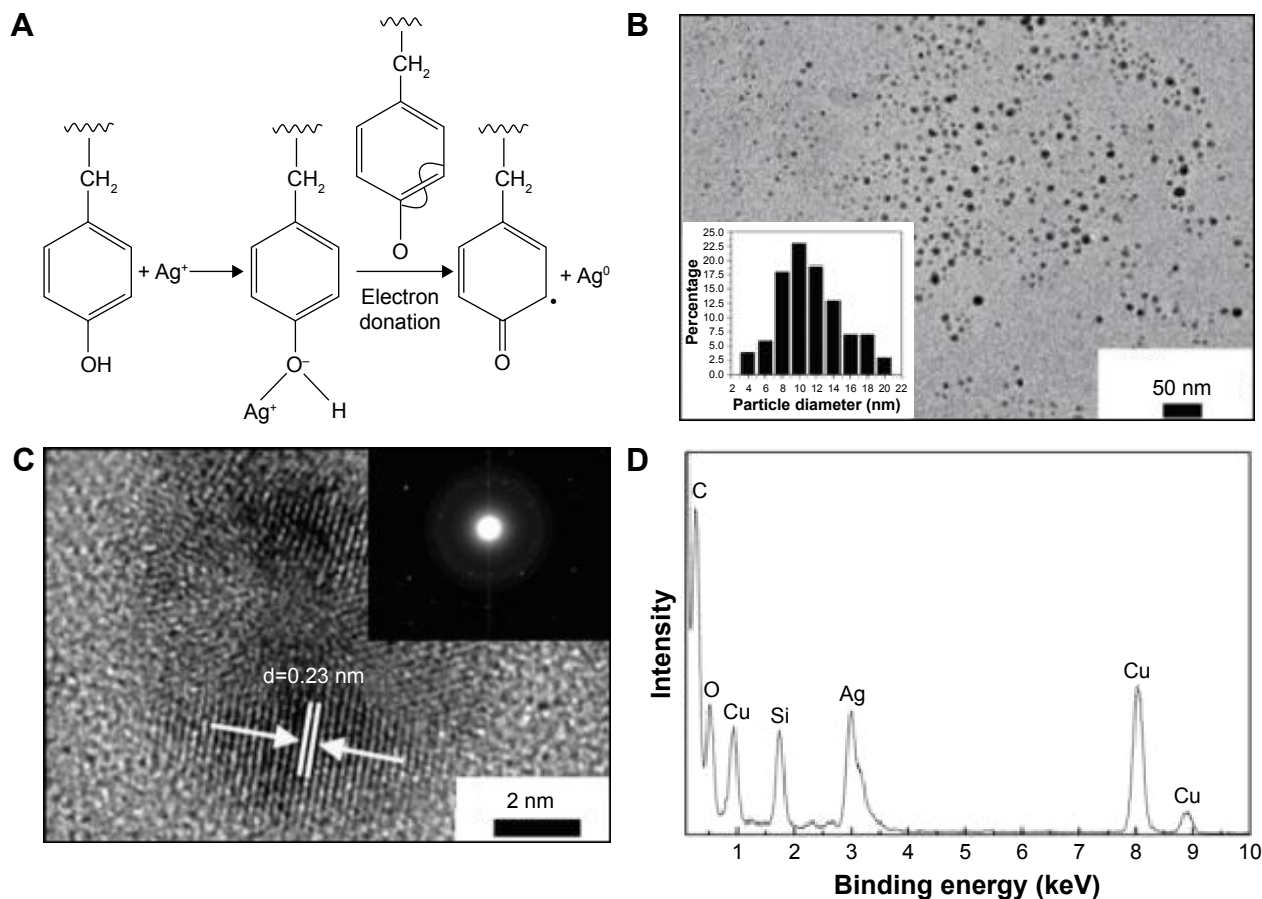 A
CH₂
CH₂
CH₂
CH₂
+ Ag⁺
O
Electron
donation
+ Ag⁰
OH
O⁻
O
Ag⁺
H
•
B
25.0
22.5
20.0
17.5
15.0
12.5
10.0
7.5
5.0
2.5
0.0
Percentage
2 4 6 8 10 12 14 16 18 20 22
Particle diameter (nm)
50 nm
C
d=0.23 nm
2 nm
D
C
O
Cu
Si
Ag
Cu
Cu
Intensity
1 2 3 4 5 6 7 8 9 10
Binding energy (keV)